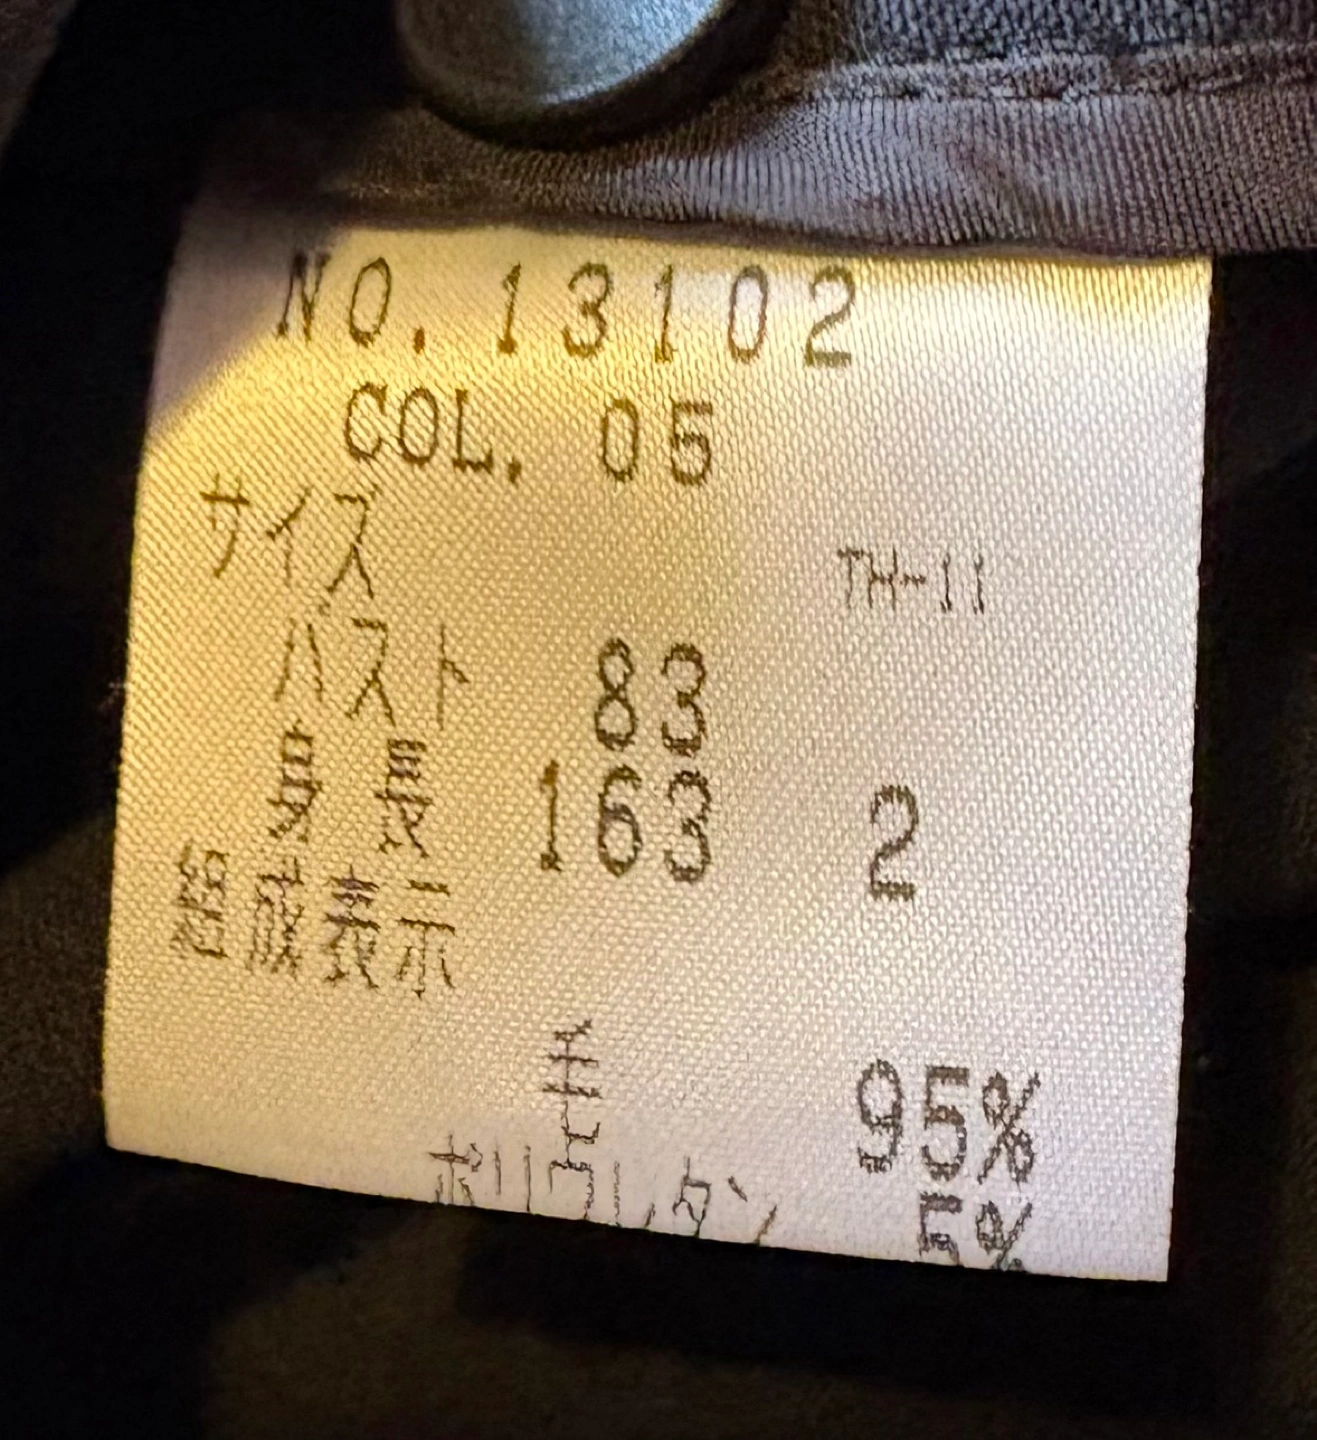 NO. 13102
COL. 05
サイズ
TH-11
バスト 83
身長 163 2
組成表示
毛 95%
ポリウレタン 5%